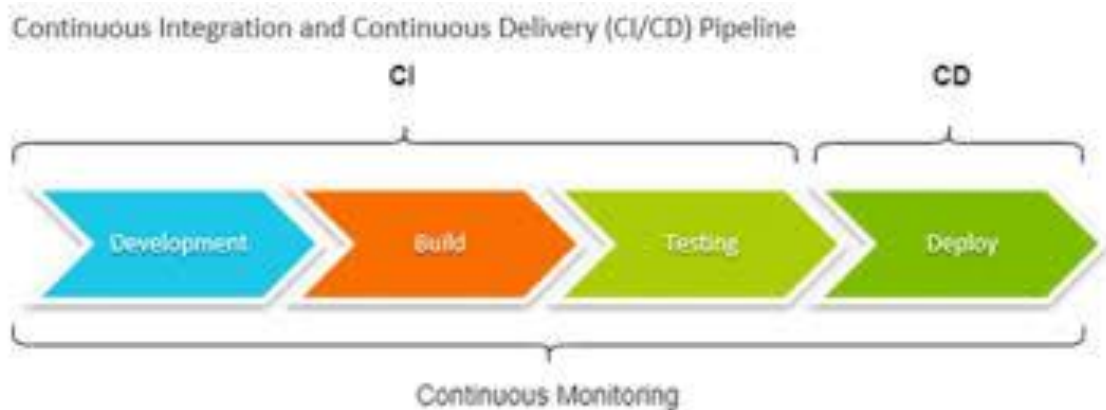 Continuous Integration and Continuous Delivery (CI/CD) Pipeline
CI
CD
Development
Build
Testing
Deploy
Continuous Monitoring